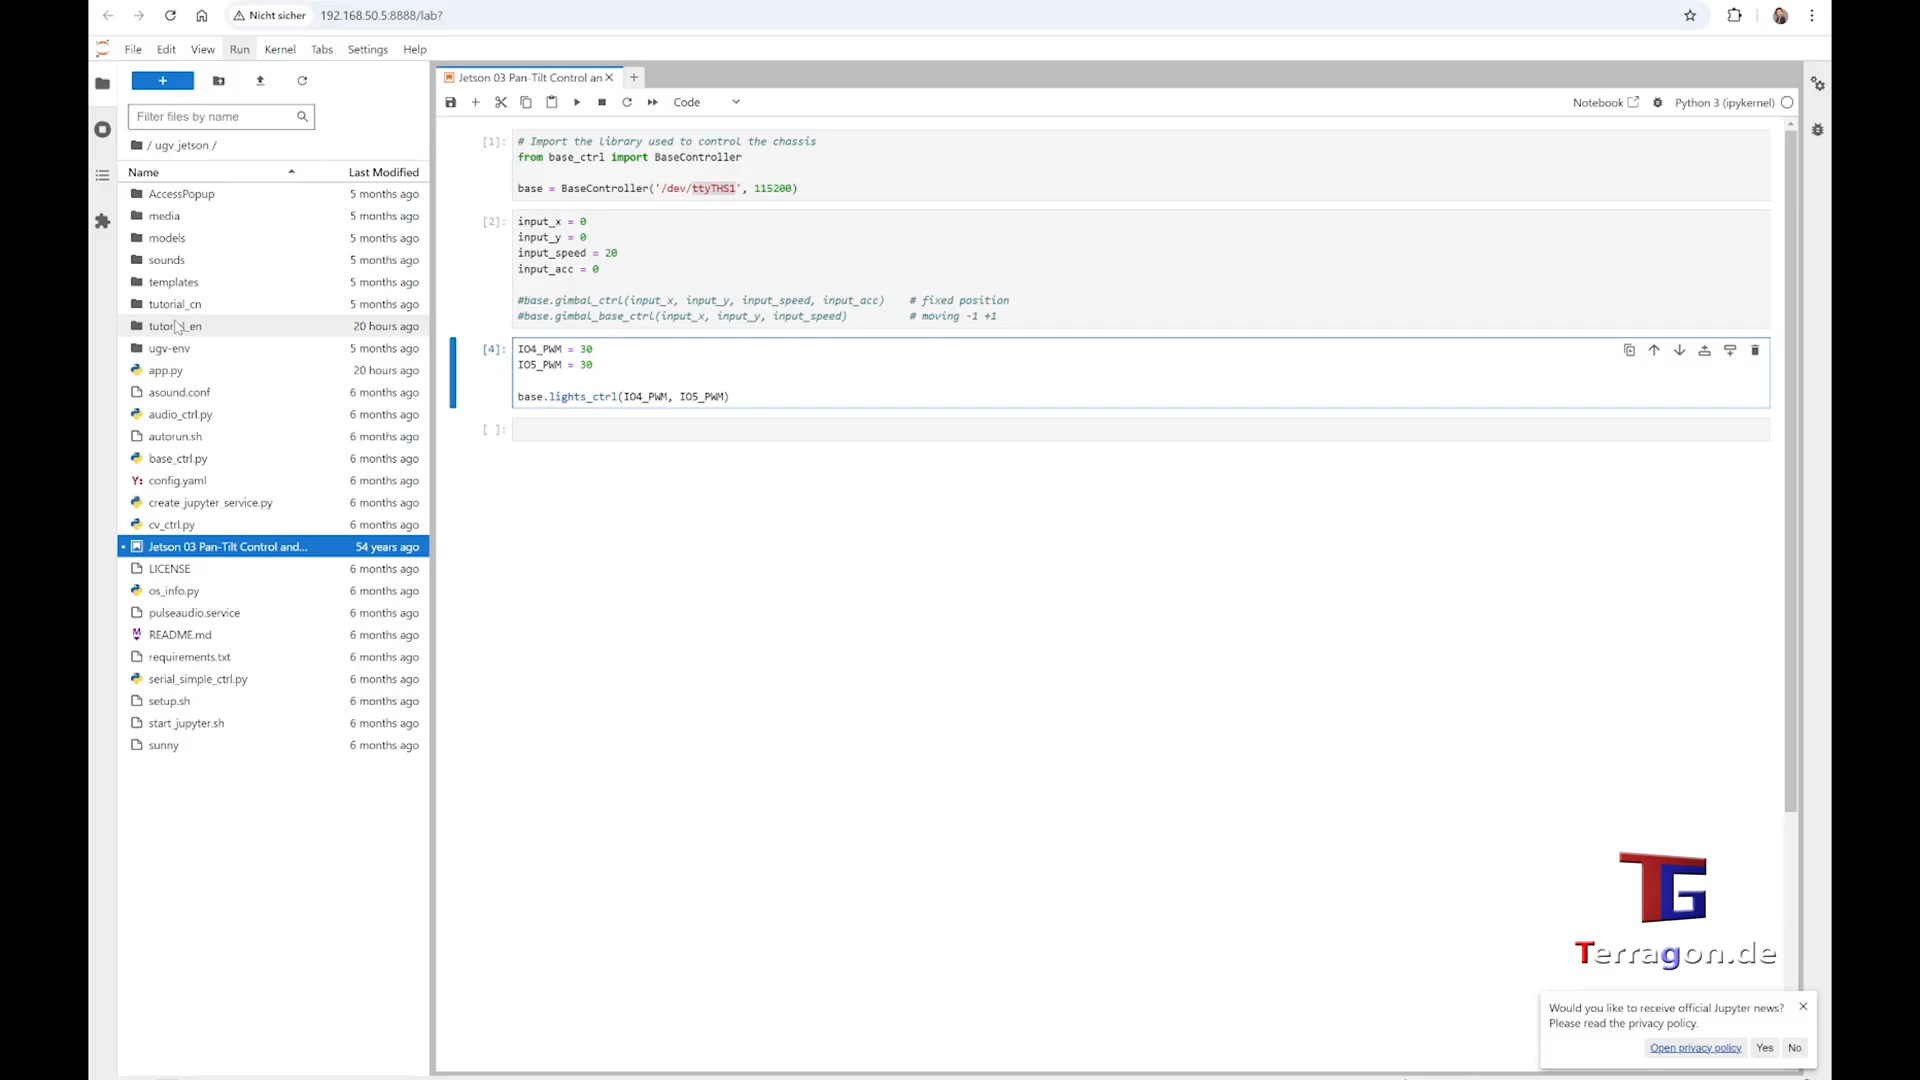 Nicht sicher
192.168.50.5:8888/lab?
File Edit View Run Kernel Tabs Settings Help
Filter files by name
/ ugv_jetson /
Name Last Modified
AccessPopup 5 months ago
media 5 months ago
models 5 months ago
sounds 5 months ago
templates 5 months ago
tutorial_cn 5 months ago
tutorial_en 20 hours ago
ugv-env 5 months ago
app.py 20 hours ago
asound.conf 6 months ago
audio_ctrl.py 6 months ago
autorun.sh 6 months ago
base_ctrl.py 6 months ago
config.yaml 6 months ago
create_jupyter_service.py 6 months ago
cv_ctrl.py 6 months ago
Jetson 03 Pan-Tilt Control and... 54 years ago
LICENSE 6 months ago
os_info.py 6 months ago
pulseaudio.service 6 months ago
README.md 6 months ago
requirements.txt 6 months ago
serial_simple_ctrl.py 6 months ago
setup.sh 6 months ago
start_jupyter.sh 6 months ago
sunny 6 months ago
Jetson 03 Pan-Tilt Control an
Code
Notebook
Python 3 (ipykernel)
[1]:
# Import the library used to control the chassis
from base_ctrl import BaseController
base = BaseController('/dev/ttyTHS1', 115200)
[2]:
input_x = 0
input_y = 0
input_speed = 20
input_acc = 0
#base.gimbal_ctrl(input_x, input_y, input_speed, input_acc) # fixed position
#base.gimbal_base_ctrl(input_x, input_y, input_speed) # moving -1 +1
[4]:
IO4_PWM = 30
IO5_PWM = 30
base.lights_ctrl(IO4_PWM, IO5_PWM)
[ ]:
TG
Terragon.de
Would you like to receive official Jupyter news?
Please read the privacy policy.
Open privacy policy Yes No